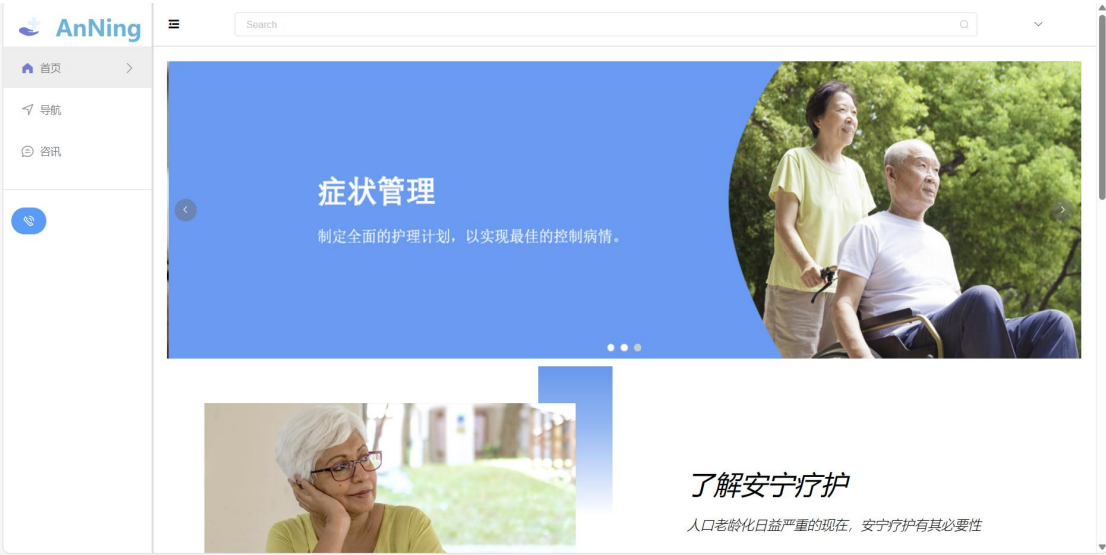 AnNing
Search
首页
导航
咨讯
症状管理
制定全面的护理计划，以实现最佳的控制病情。
了解安宁疗护
人口老龄化日益严重的现在，安宁疗护有其必要性